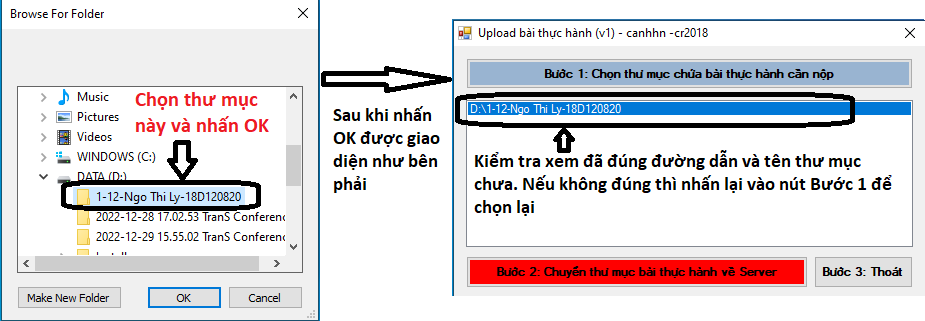 Browse For Folder
Music
Pictures
Videos
WINDOWS (C:)
DATA (D:)
1-12-Ngo Thi Ly-18D120820
2022-12-28 17.02.53 TranS Conference
2022-12-29 15.55.02 TranS Conference
Make New Folder
OK
Cancel
Chọn thư mục
này và nhấn OK
Sau khi nhấn
OK được giao
diện như bên
phải
Upload bài thực hành (v1) - canhhn -cr2018
Bước 1: Chọn thư mục chứa bài thực hành cần nộp
D:\1-12-Ngo Thi Ly-18D120820
Kiểm tra xem đã đúng đường dẫn và tên thư mục
chưa. Nếu không đúng thì nhấn lại vào nút Bước 1 để
chọn lại
Bước 2: Chuyển thư mục bài thực hành về Server
Bước 3: Thoát